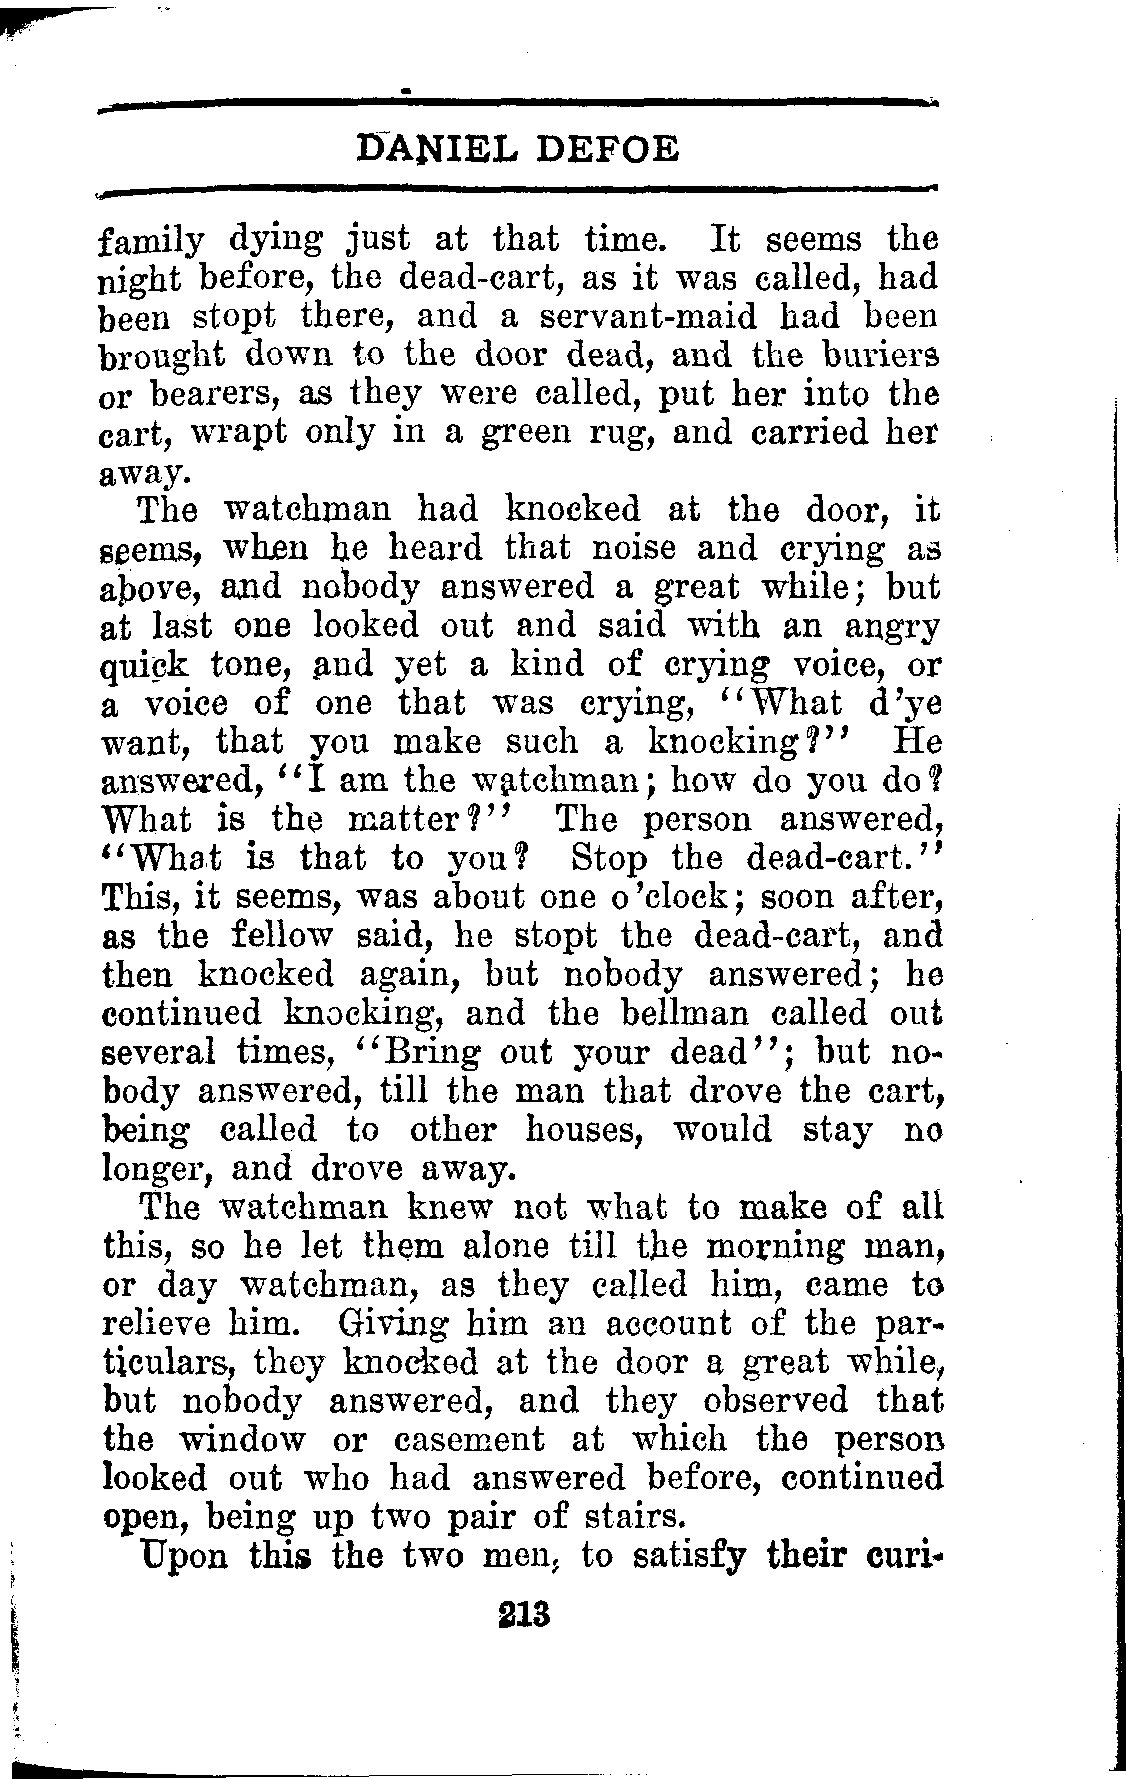 DANIEL DEFOE
family dying just at that time. It seems the
night before, the dead-cart, as it was called, had
been stopt there, and a servant-maid had been
brought down to the door dead, and the buriers
or bearers, as they were called, put her into the
cart, wrapt only in a green rug, and carried her
away.
The watchman had knocked at the door, it
seems, when he heard that noise and crying as
above, and nobody answered a great while; but
at last one looked out and said with an angry
quick tone, and yet a kind of crying voice, or
a voice of one that was crying, "What d'ye
want, that you make such a knocking?" He
answered, "I am the watchman; how do you do?
What is the matter?" The person answered,
"What is that to you? Stop the dead-cart."
This, it seems, was about one o'clock; soon after,
as the fellow said, he stopt the dead-cart, and
then knocked again, but nobody answered; he
continued knocking, and the bellman called out
several times, "Bring out your dead"; but no-
body answered, till the man that drove the cart,
being called to other houses, would stay no
longer, and drove away.
The watchman knew not what to make of all
this, so he let them alone till the morning man,
or day watchman, as they called him, came to
relieve him. Giving him an account of the par-
ticulars, they knocked at the door a great while,
but nobody answered, and they observed that
the window or casement at which the person
looked out who had answered before, continued
open, being up two pair of stairs.
Upon this the two men, to satisfy their curi-
213